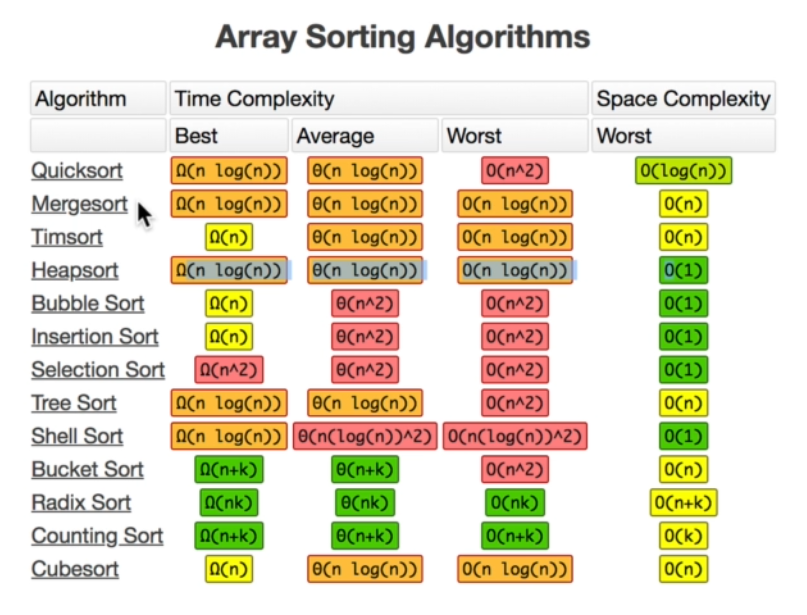 Array Sorting Algorithms
Algorithm Time Complexity Space Complexity
Best Average Worst Worst
Quicksort Ω(n log(n)) θ(n log(n)) O(n^2) O(log(n))
Mergesort Ω(n log(n)) θ(n log(n)) O(n log(n)) O(n)
Timsort Ω(n) θ(n log(n)) O(n log(n)) O(n)
Heapsort Ω(n log(n)) θ(n log(n)) O(n log(n)) O(1)
Bubble Sort Ω(n) θ(n^2) O(n^2) O(1)
Insertion Sort Ω(n) θ(n^2) O(n^2) O(1)
Selection Sort Ω(n^2) θ(n^2) O(n^2) O(1)
Tree Sort Ω(n log(n)) θ(n log(n)) O(n^2) O(n)
Shell Sort Ω(n log(n)) θ(n(log(n))^2) O(n(log(n))^2) O(1)
Bucket Sort Ω(n+k) θ(n+k) O(n^2) O(n)
Radix Sort Ω(nk) θ(nk) O(nk) O(n+k)
Counting Sort Ω(n+k) θ(n+k) O(n+k) O(k)
Cubesort Ω(n) θ(n log(n)) O(n log(n)) O(n)